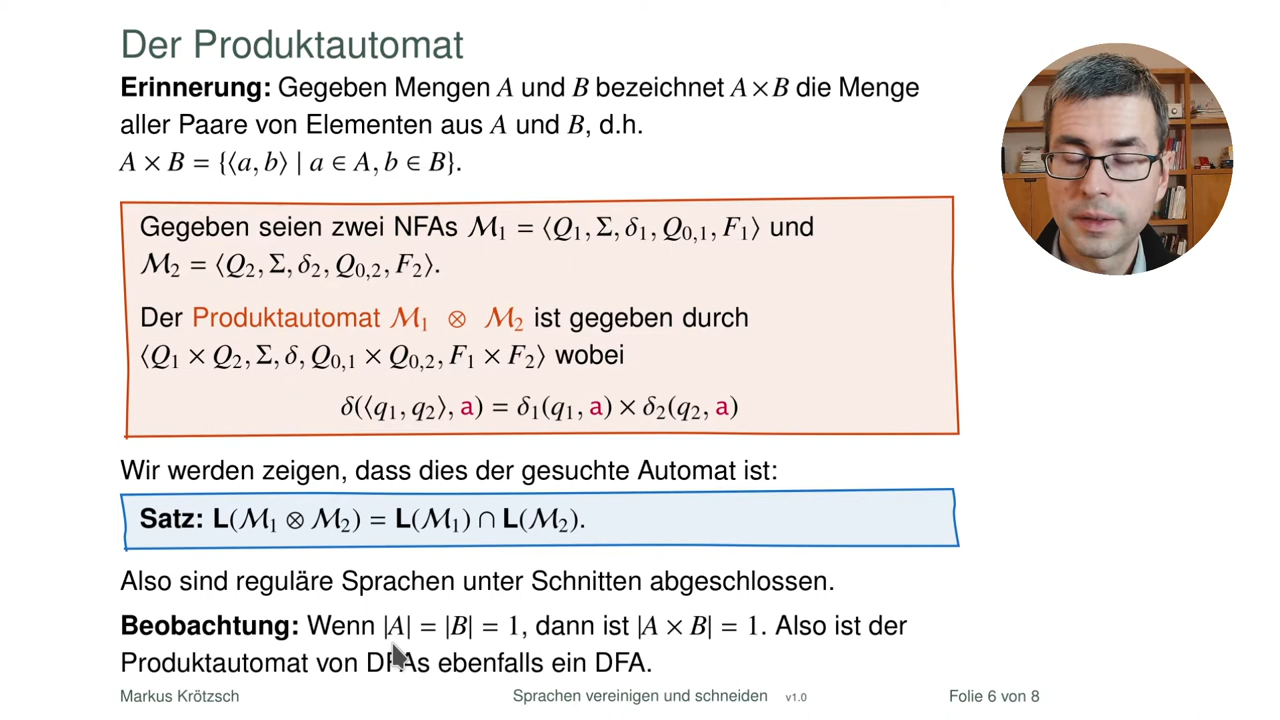 Der Produktautomat
Erinnerung: Gegeben Mengen A und B bezeichnet A × B die Menge
aller Paare von Elementen aus A und B, d.h.
A × B = {⟨a, b⟩ | a ∈ A, b ∈ B}.
Gegeben seien zwei NFAs ℳ₁ = ⟨Q₁, Σ, δ₁, Q₀,₁, F₁⟩ und
ℳ₂ = ⟨Q₂, Σ, δ₂, Q₀,₂, F₂⟩.
Der Produktautomat ℳ₁ ⊗ ℳ₂ ist gegeben durch
⟨Q₁ × Q₂, Σ, δ, Q₀,₁ × Q₀,₂, F₁ × F₂⟩ wobei
δ(⟨q₁, q₂⟩, a) = δ₁(q₁, a) × δ₂(q₂, a)
Wir werden zeigen, dass dies der gesuchte Automat ist:
Satz: L(ℳ₁ ⊗ ℳ₂) = L(ℳ₁) ∩ L(ℳ₂).
Also sind reguläre Sprachen unter Schnitten abgeschlossen.
Beobachtung: Wenn |A| = |B| = 1, dann ist |A × B| = 1. Also ist der
Produktautomat von DFAs ebenfalls ein DFA.
Markus Krötzsch Sprachen vereinigen und schneiden v1.0 Folie 6 von 8